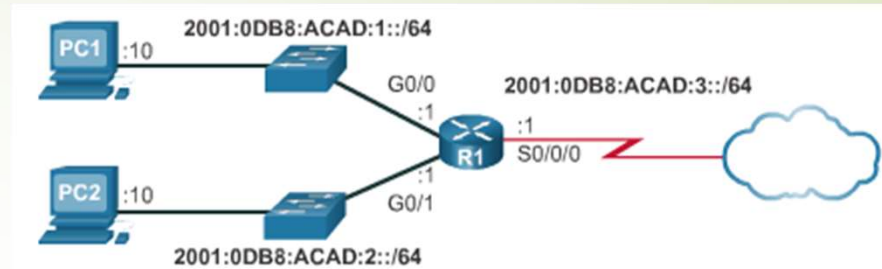 2001:0DB8:ACAD:1::/64
PC1 :10
G0/0
:1
2001:0DB8:ACAD:3::/64
:1
R1 S0/0/0
:1
PC2 :10
G0/1
2001:0DB8:ACAD:2::/64